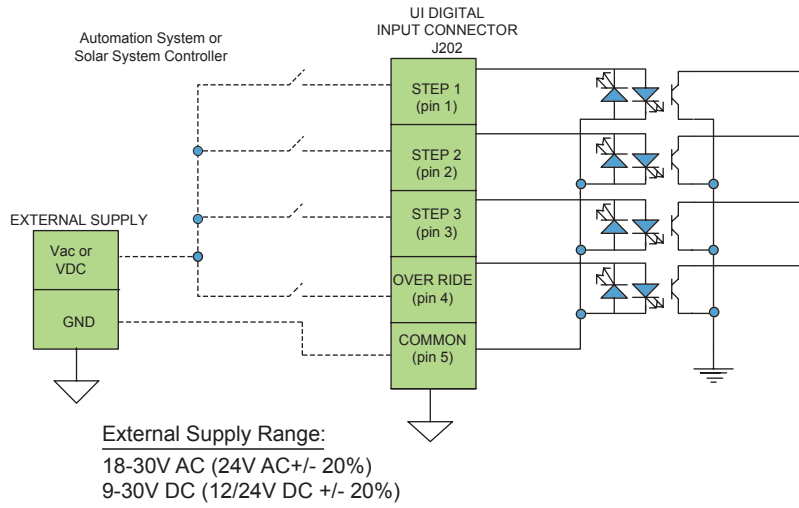 UI DIGITAL
INPUT CONNECTOR
J202
Automation System or
Solar System Controller
STEP 1
(pin 1)
STEP 2
(pin 2)
STEP 3
(pin 3)
EXTERNAL SUPPLY
Vac or
VDC
OVER RIDE
(pin 4)
GND
COMMON
(pin 5)
External Supply Range:
18-30V AC (24V AC+/- 20%)
9-30V DC (12/24V DC +/- 20%)